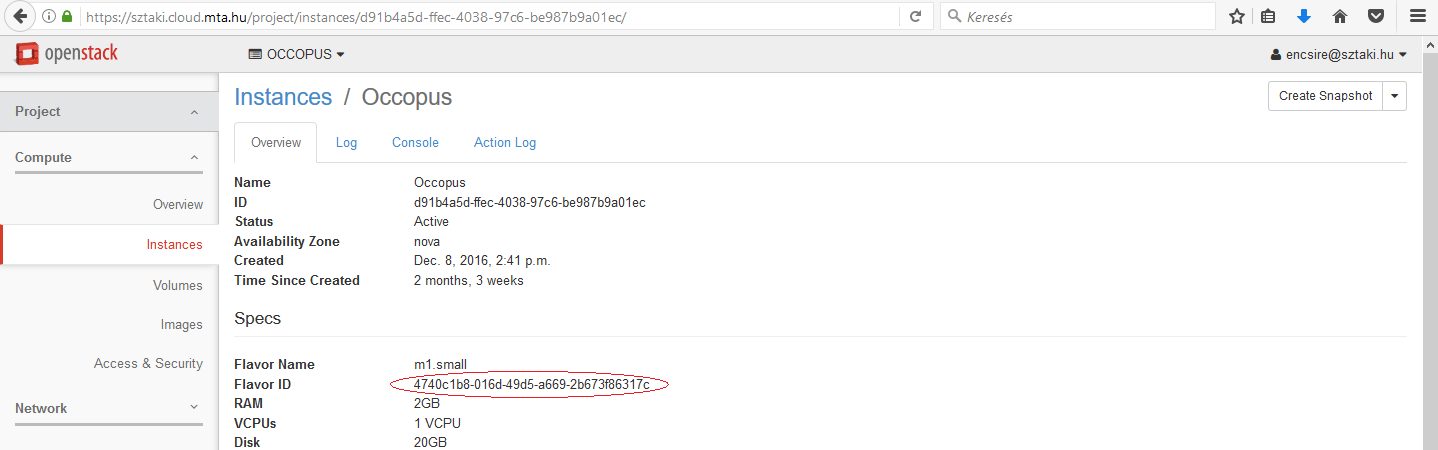 https://sztaki.cloud.mta.hu/project/instances/d91b4a5d-ffec-4038-97c6-be987b9a01ec/
Keresés
openstack
OCCOPUS
encsire@sztaki.hu
Project
Compute
Overview
Instances
Volumes
Images
Access & Security
Network
Instances / Occopus
Create Snapshot
Overview Log Console Action Log
Name Occopus
ID d91b4a5d-ffec-4038-97c6-be987b9a01ec
Status Active
Availability Zone nova
Created Dec. 8, 2016, 2:41 p.m.
Time Since Created 2 months, 3 weeks
Specs
Flavor Name m1.small
Flavor ID 4740c1b8-016d-49d5-a669-2b673f86317c
RAM 2GB
VCPUs 1 VCPU
Disk 20GB